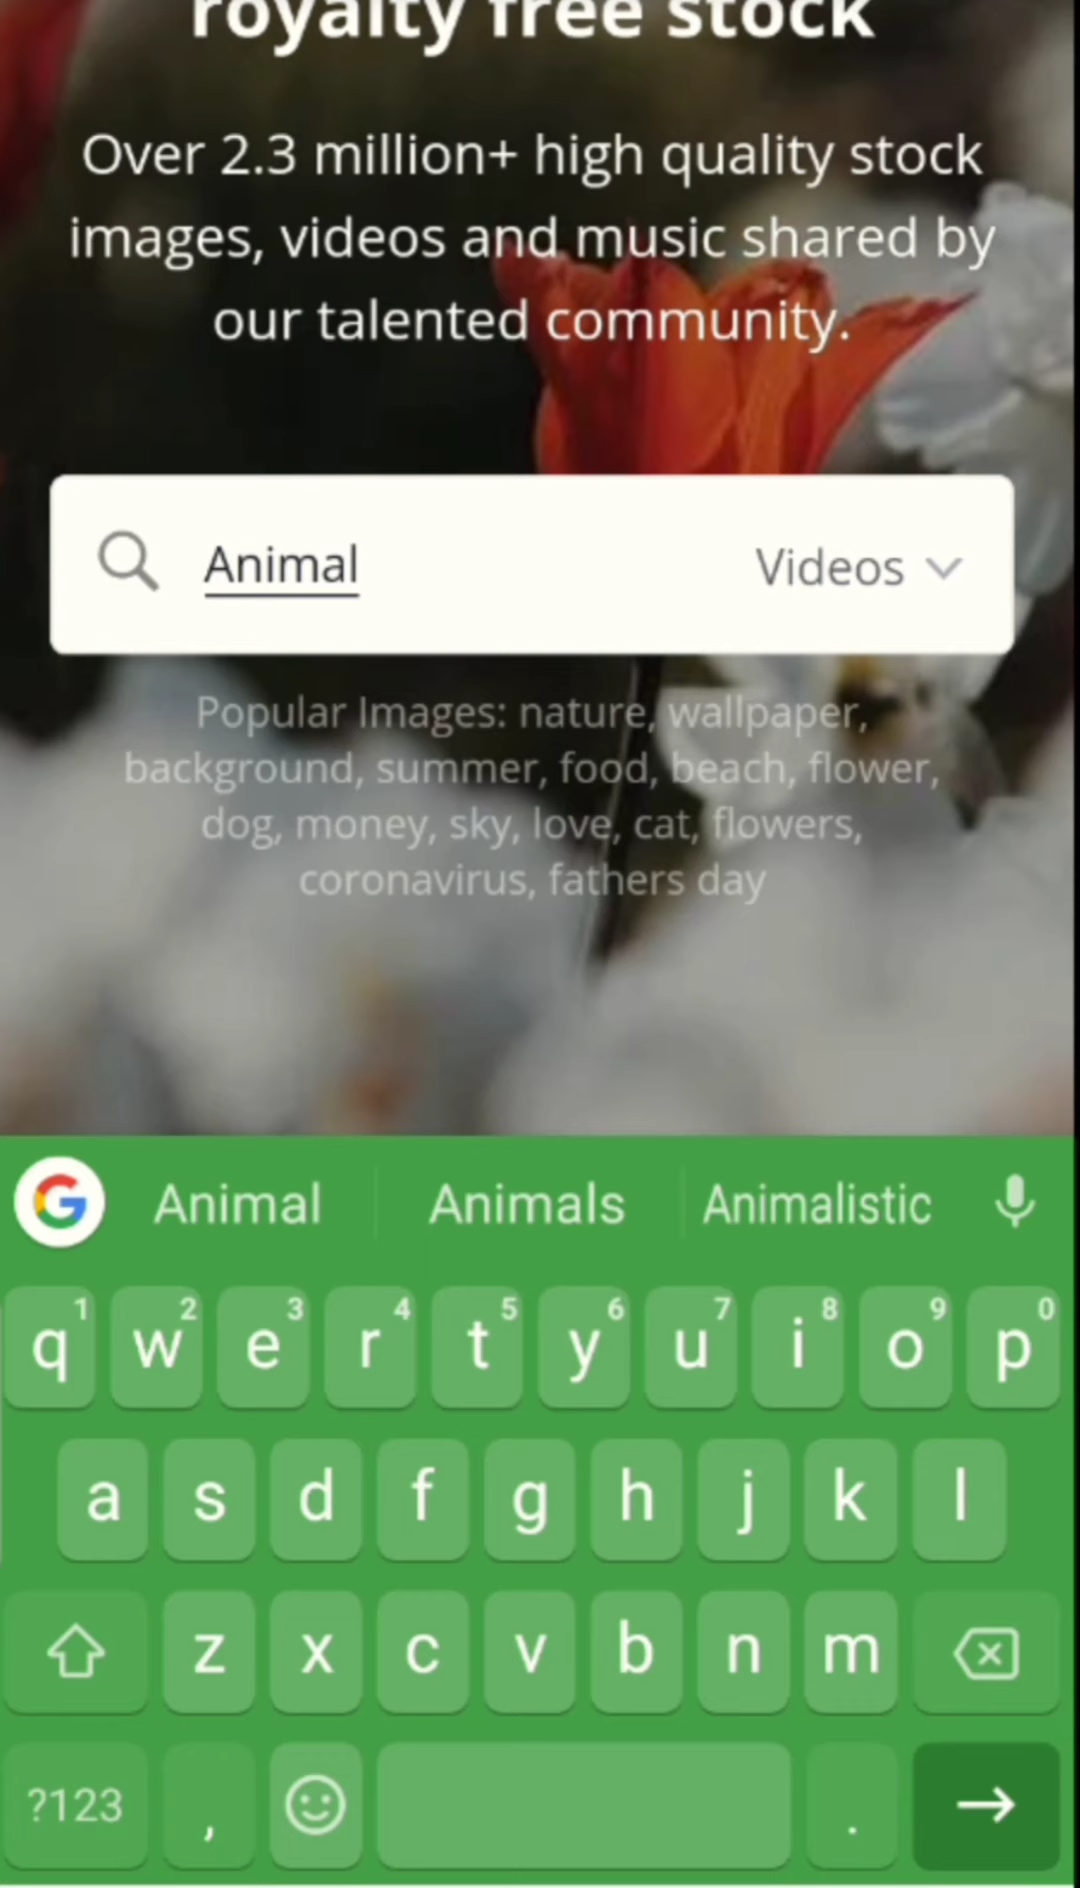 royalty free stock
Over 2.3 million+ high quality stock
images, videos and music shared by
our talented community.
Animal Videos
Popular Images: nature, wallpaper,
background, summer, food, beach, flower,
dog, money, sky, love, cat, flowers,
coronavirus, fathers day
G Animal Animals Animalistic
1 2 3 4 5 6 7 8 9 0
q w e r t y u i o p
a s d f g h j k l
z x c v b n m
?123 , .